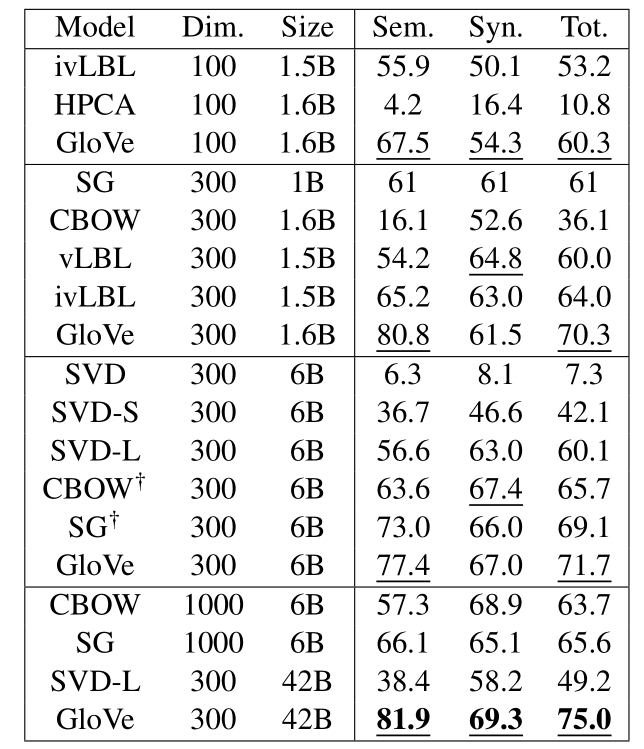 Model Dim. Size Sem. Syn. Tot.
ivLBL 100 1.5B 55.9 50.1 53.2
HPCA 100 1.6B 4.2 16.4 10.8
GloVe 100 1.6B 67.5 54.3 60.3
SG 300 1B 61 61 61
CBOW 300 1.6B 16.1 52.6 36.1
vLBL 300 1.5B 54.2 64.8 60.0
ivLBL 300 1.5B 65.2 63.0 64.0
GloVe 300 1.6B 80.8 61.5 70.3
SVD 300 6B 6.3 8.1 7.3
SVD-S 300 6B 36.7 46.6 42.1
SVD-L 300 6B 56.6 63.0 60.1
CBOW† 300 6B 63.6 67.4 65.7
SG† 300 6B 73.0 66.0 69.1
GloVe 300 6B 77.4 67.0 71.7
CBOW 1000 6B 57.3 68.9 63.7
SG 1000 6B 66.1 65.1 65.6
SVD-L 300 42B 38.4 58.2 49.2
GloVe 300 42B 81.9 69.3 75.0